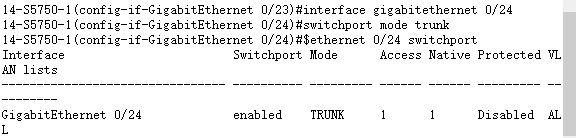 14-S5750-1(config-if-GigabitEthernet 0/23)#interface gigabitethernet 0/24
14-S5750-1(config-if-GigabitEthernet 0/24)#switchport mode trunk
14-S5750-1(config-if-GigabitEthernet 0/24)#$ethernet 0/24 switchport
Interface                        Switchport Mode      Access Native Protected VL
AN lists
-------------------------------- ---------- --------- ------ ------ --------- --
--------
GigabitEthernet 0/24             enabled    TRUNK     1      1      Disabled  AL
L